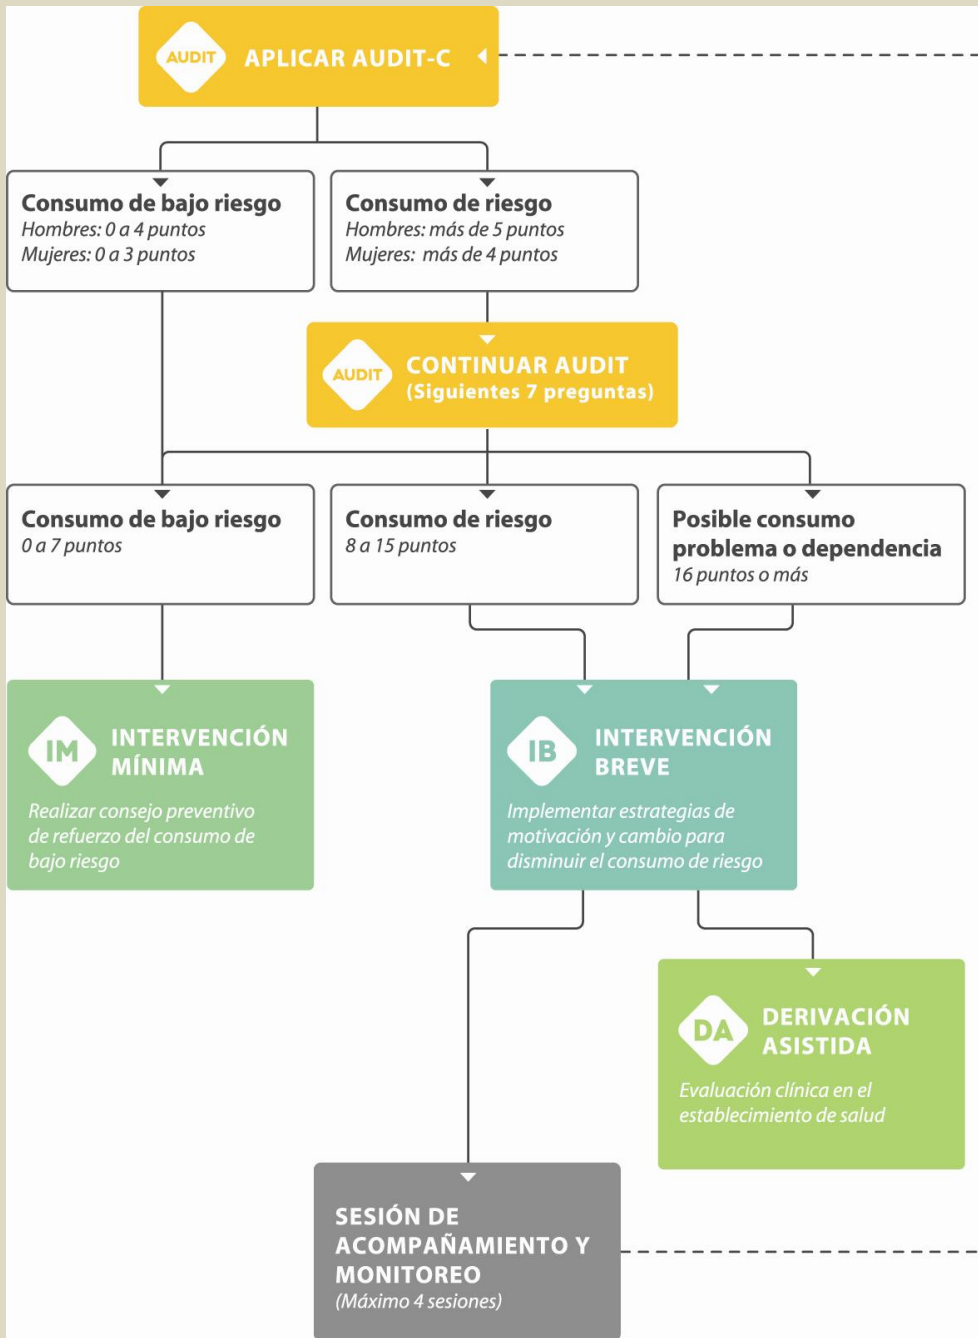 AUDIT
APLICAR AUDIT-C
Consumo de bajo riesgo
Hombres: 0 a 4 puntos
Mujeres: 0 a 3 puntos
Consumo de riesgo
Hombres: más de 5 puntos
Mujeres: más de 4 puntos
AUDIT
CONTINUAR AUDIT
(Siguientes 7 preguntas)
Consumo de bajo riesgo
0 a 7 puntos
Consumo de riesgo
8 a 15 puntos
Posible consumo
problema o dependencia
16 puntos o más
IM
INTERVENCIÓN
MÍNIMA
Realizar consejo preventivo
de refuerzo del consumo de
bajo riesgo
IB
INTERVENCIÓN
BREVE
Implementar estrategias de
motivación y cambio para
disminuir el consumo de riesgo
DA
DERIVACIÓN
ASISTIDA
Evaluación clínica en el
establecimiento de salud
SESIÓN DE
ACOMPAÑAMIENTO Y
MONITOREO
(Máximo 4 sesiones)